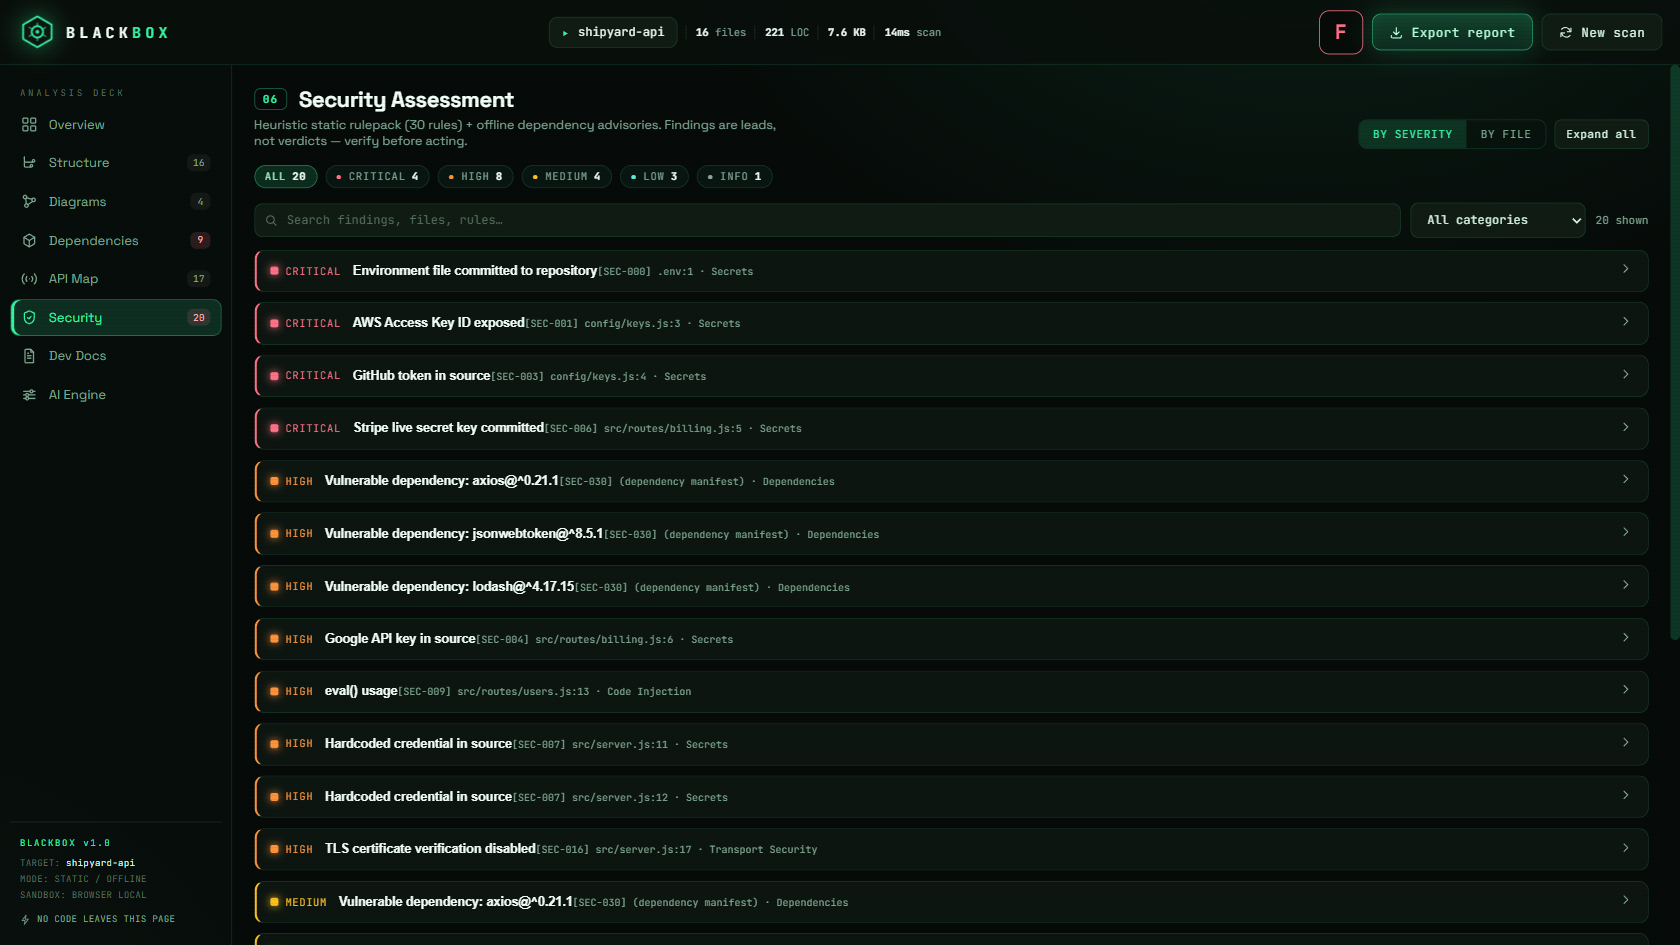 BLACKBOX
▸ shipyard-api
16 files
221 LOC
7.6 KB
14ms scan
F
Export report
New scan
ANALYSIS DECK
Overview
Structure 16
Diagrams 4
Dependencies 9
API Map 17
Security 20
Dev Docs
AI Engine
BLACKBOX v1.0
TARGET: shipyard-api
MODE: STATIC / OFFLINE
SANDBOX: BROWSER LOCAL
NO CODE LEAVES THIS PAGE
06 Security Assessment
Heuristic static rulepack (30 rules) + offline dependency advisories. Findings are leads,
not verdicts — verify before acting.
BY SEVERITY BY FILE Expand all
ALL 20 CRITICAL 4 HIGH 8 MEDIUM 4 LOW 3 INFO 1
Search findings, files, rules…
All categories
20 shown
CRITICAL Environment file committed to repository[SEC-000] .env:1 · Secrets
CRITICAL AWS Access Key ID exposed[SEC-001] config/keys.js:3 · Secrets
CRITICAL GitHub token in source[SEC-003] config/keys.js:4 · Secrets
CRITICAL Stripe live secret key committed[SEC-006] src/routes/billing.js:5 · Secrets
HIGH Vulnerable dependency: axios@^0.21.1[SEC-030] (dependency manifest) · Dependencies
HIGH Vulnerable dependency: jsonwebtoken@^8.5.1[SEC-030] (dependency manifest) · Dependencies
HIGH Vulnerable dependency: lodash@^4.17.15[SEC-030] (dependency manifest) · Dependencies
HIGH Google API key in source[SEC-004] src/routes/billing.js:6 · Secrets
HIGH eval() usage[SEC-009] src/routes/users.js:13 · Code Injection
HIGH Hardcoded credential in source[SEC-007] src/server.js:11 · Secrets
HIGH Hardcoded credential in source[SEC-007] src/server.js:12 · Secrets
HIGH TLS certificate verification disabled[SEC-016] src/server.js:17 · Transport Security
MEDIUM Vulnerable dependency: axios@^0.21.1[SEC-030] (dependency manifest) · Dependencies